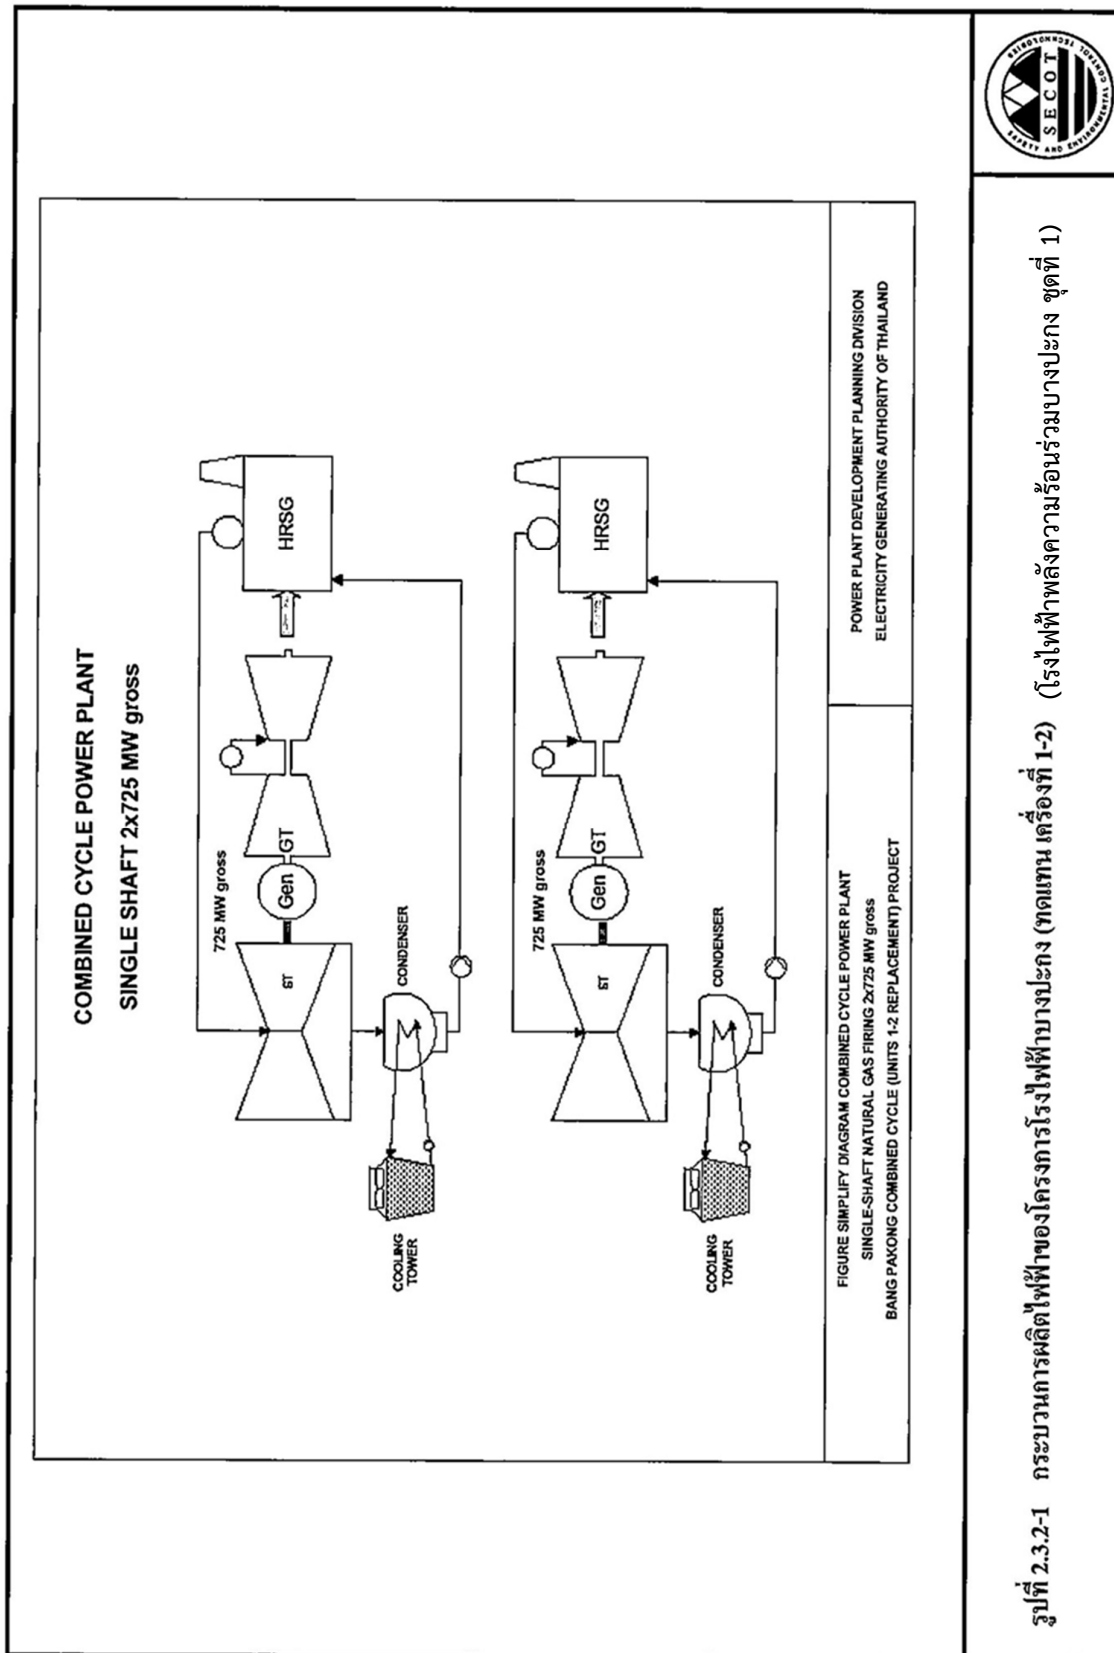 COMBINED CYCLE POWER PLANT
SINGLE SHAFT 2x725 MW gross
725 MW gross
ST
Gen
GT
HRSG
CONDENSER
COOLING
TOWER
725 MW gross
ST
Gen
GT
HRSG
CONDENSER
COOLING
TOWER
FIGURE SIMPLIFY DIAGRAM COMBINED CYCLE POWER PLANT
SINGLE-SHAFT NATURAL GAS FIRING 2x725 MW gross
BANG PAKONG COMBINED CYCLE (UNITS 1-2 REPLACEMENT) PROJECT
POWER PLANT DEVELOPMENT PLANNING DIVISION
ELECTRICITY GENERATING AUTHORITY OF THAILAND
รูปที่ 2.3.2-1 กระบวนการผลิตไฟฟ้าของโครงการโรงไฟฟ้าบางปะกง (ทดแทน เครื่องที่ 1-2) (โรงไฟฟ้าพลังความร้อนร่วมบางปะกง ชุดที่ 1)
SECOT
SAFETY AND ENVIRONMENTAL CONTROL TECHNOLOGIES